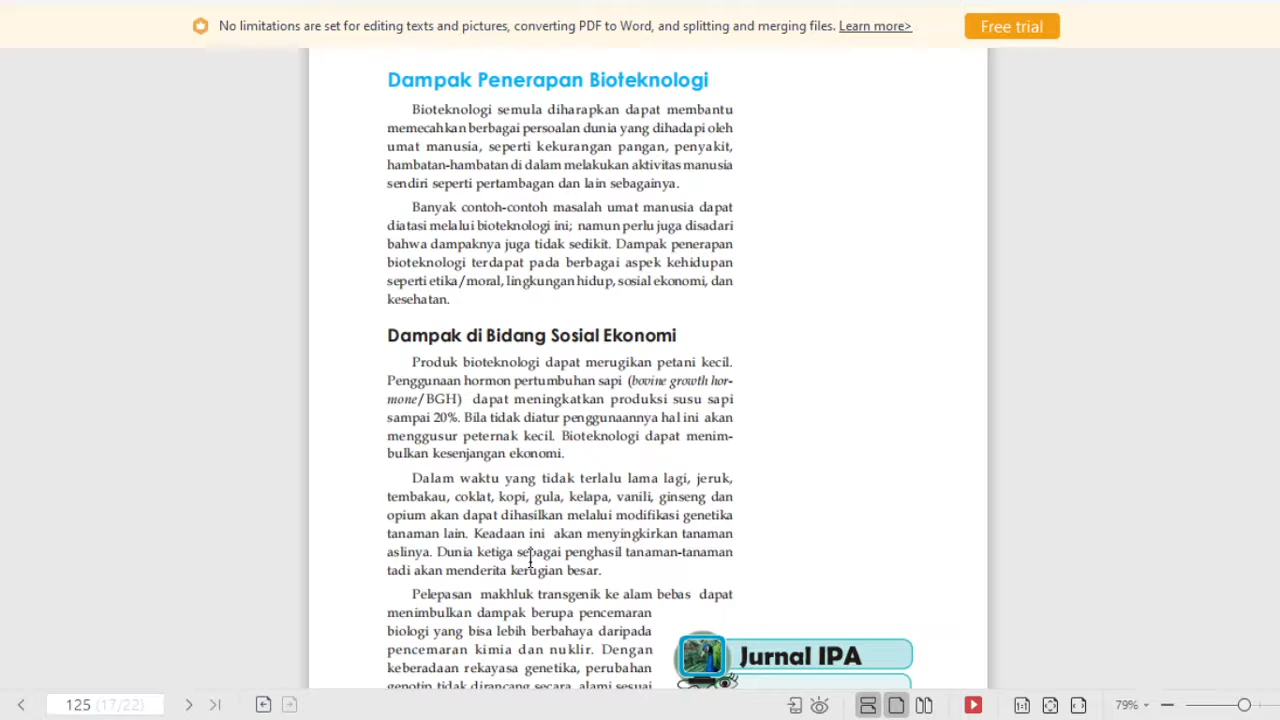 No limitations are set for editing texts and pictures, converting PDF to Word, and splitting and merging files. Learn more>
Free trial
Dampak Penerapan Bioteknologi
Bioteknologi semula diharapkan dapat membantu
memecahkan berbagai persoalan dunia yang dihadapi oleh
umat manusia, seperti kekurangan pangan, penyakit,
hambatan-hambatan di dalam melakukan aktivitas manusia
sendiri seperti pertambagan dan lain sebagainya.
Banyak contoh-contoh masalah umat manusia dapat
diatasi melalui bioteknologi ini; namun perlu juga disadari
bahwa dampaknya juga tidak sedikit. Dampak penerapan
bioteknologi terdapat pada berbagai aspek kehidupan
seperti etika/moral, lingkungan hidup, sosial ekonomi, dan
kesehatan.
Dampak di Bidang Sosial Ekonomi
Produk bioteknologi dapat merugikan petani kecil.
Penggunaan hormon pertumbuhan sapi (bovine growth hor-
mone/BGH) dapat meningkatkan produksi susu sapi
sampai 20%. Bila tidak diatur penggunaannya hal ini akan
menggusur peternak kecil. Bioteknologi dapat menim-
bulkan kesenjangan ekonomi.
Dalam waktu yang tidak terlalu lama lagi, jeruk,
tembakau, coklat, kopi, gula, kelapa, vanili, ginseng dan
opium akan dapat dihasilkan melalui modifikasi genetika
tanaman lain. Keadaan ini akan menyingkirkan tanaman
aslinya. Dunia ketiga sebagai penghasil tanaman-tanaman
tadi akan menderita kerugian besar.
Pelepasan makhluk transgenik ke alam bebas dapat
menimbulkan dampak berupa pencemaran
biologi yang bisa lebih berbahaya daripada
pencemaran kimia dan nuklir. Dengan
keberadaan rekayasa genetika, perubahan
genotip tidak dirancang secara alami sesuai
Jurnal IPA
125 (17/22)
1:1
79%